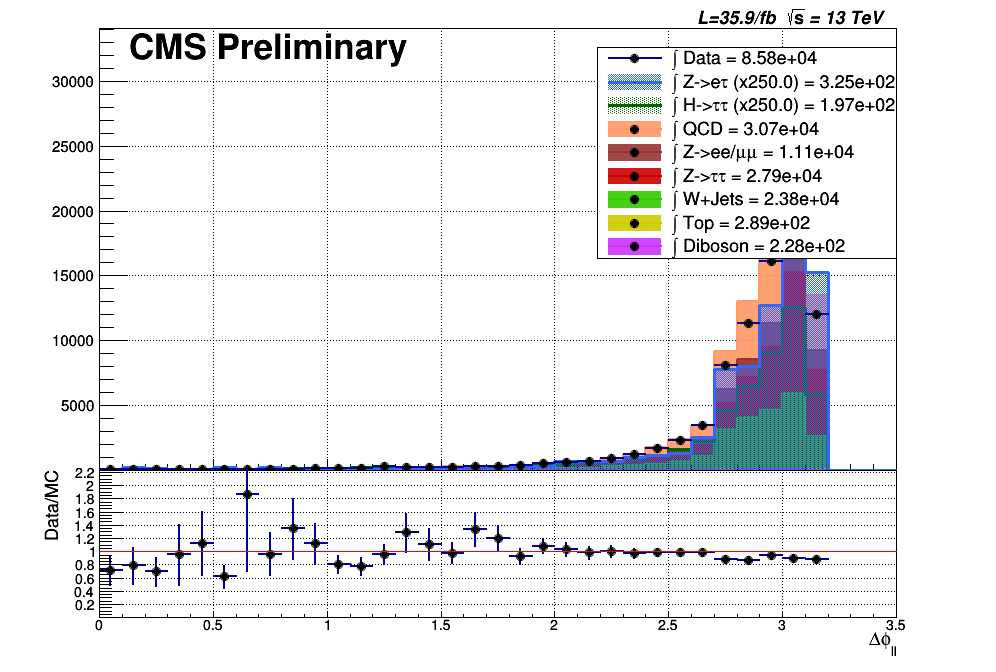 L=35.9/fb √s = 13 TeV
CMS Preliminary
∫ Data = 8.58e+04
∫ Z->eτ (x250.0) = 3.25e+02
∫ H->ττ (x250.0) = 1.97e+02
∫ QCD = 3.07e+04
∫ Z->ee/μμ = 1.11e+04
∫ Z->ττ = 2.79e+04
∫ W+Jets = 2.38e+04
∫ Top = 2.89e+02
∫ Diboson = 2.28e+02
30000
25000
20000
15000
10000
5000
Data/MC
2.2
2
1.8
1.6
1.4
1.2
1
0.8
0.6
0.4
0.2
0 0.5 1 1.5 2 2.5 3 3.5
Δϕ||